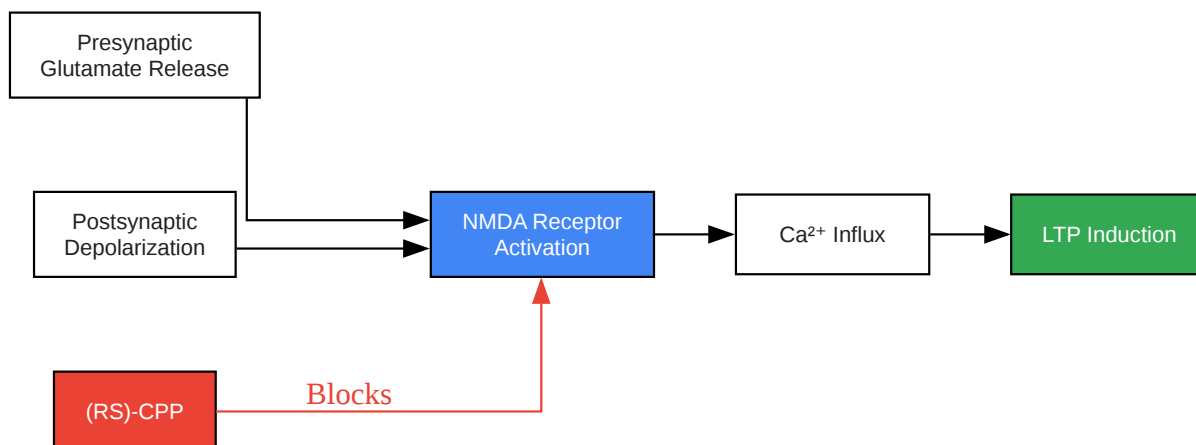 Presynaptic
Glutamate Release
Postsynaptic
Depolarization
NMDA Receptor
Activation
Ca²⁺ Influx
LTP Induction
(RS)-CPP
Blocks